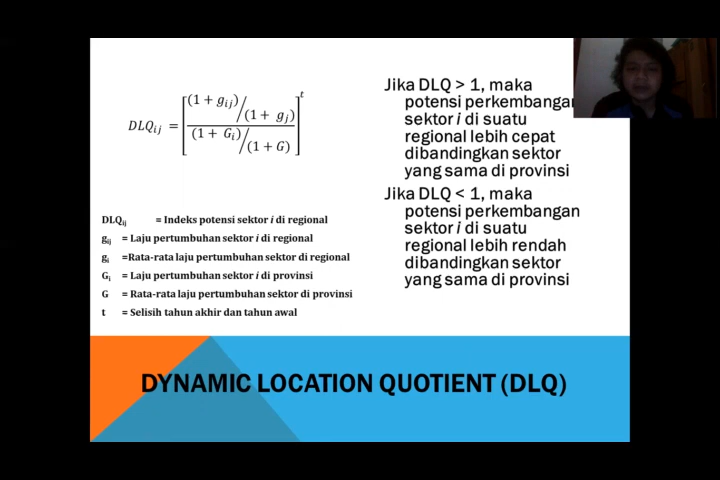 DLQij = [(1 + gij)/(1 + gj) / (1 + Gi)/(1 + G)]^t
DLQij = Indeks potensi sektor i di regional
gij = Laju pertumbuhan sektor i di regional
gi =Rata-rata laju pertumbuhan sektor di regional
Gi = Laju pertumbuhan sektor i di provinsi
G = Rata-rata laju pertumbuhan sektor di provinsi
t = Selisih tahun akhir dan tahun awal
Jika DLQ > 1, maka
potensi perkembangan
sektor i di suatu
regional lebih cepat
dibandingkan sektor
yang sama di provinsi
Jika DLQ < 1, maka
potensi perkembangan
sektor i di suatu
regional lebih rendah
dibandingkan sektor
yang sama di provinsi
DYNAMIC LOCATION QUOTIENT (DLQ)